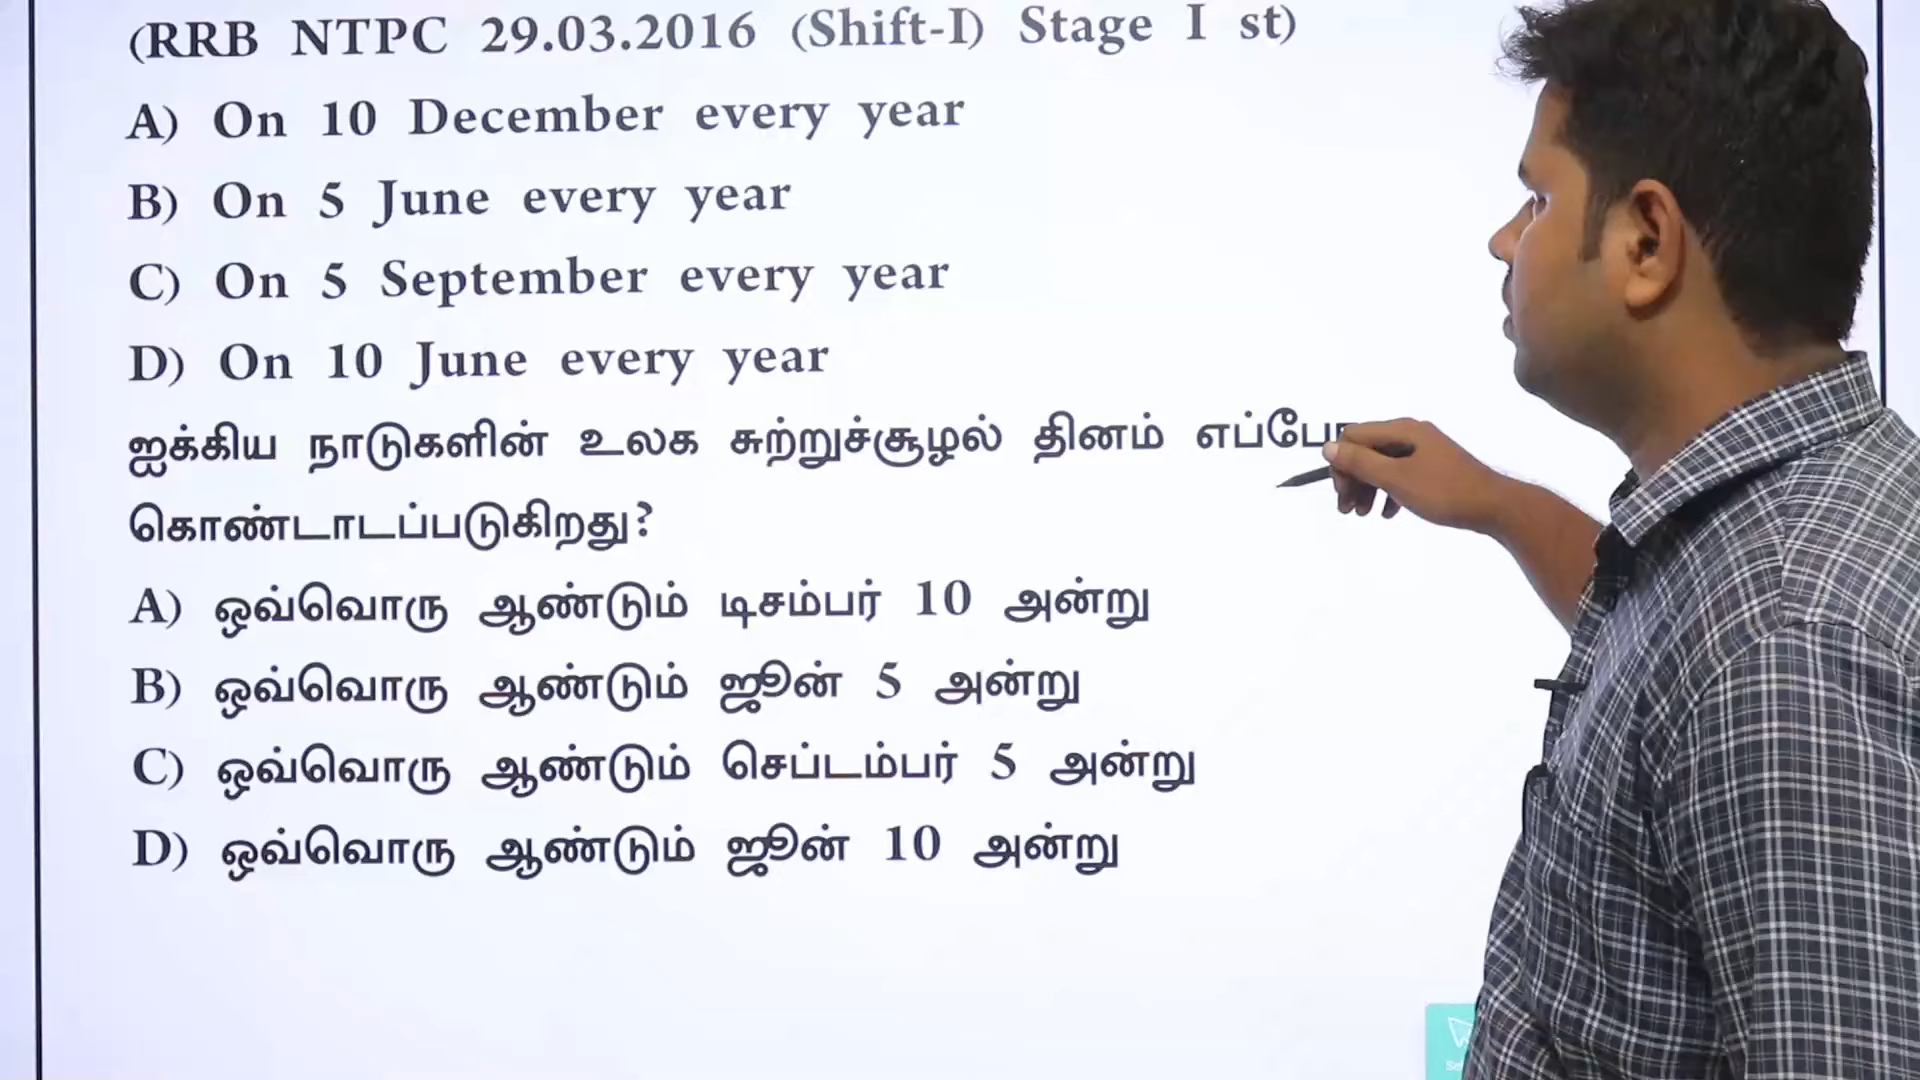 (RRB NTPC 29.03.2016 (Shift-I) Stage I st)
A) On 10 December every year
B) On 5 June every year
C) On 5 September every year
D) On 10 June every year
ஐக்கிய நாடுகளின் உலக சுற்றுச்சூழல் தினம்
கொண்டாடப்படுகிறது?
A) ஒவ்வொரு ஆண்டும் டிசம்பர் 10 அன்று
B) ஒவ்வொரு ஆண்டும் ஜூன் 5 அன்று
C) ஒவ்வொரு ஆண்டும் செப்டம்பர் 5 அன்று
D) ஒவ்வொரு ஆண்டும் ஜூன் 10 அன்று